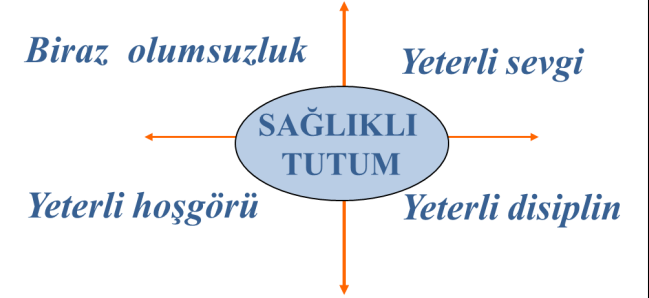 Biraz olumsuzluk
Yeterli sevgi
SAĞLIKLI
TUTUM
Yeterli hoşgörü
Yeterli disiplin